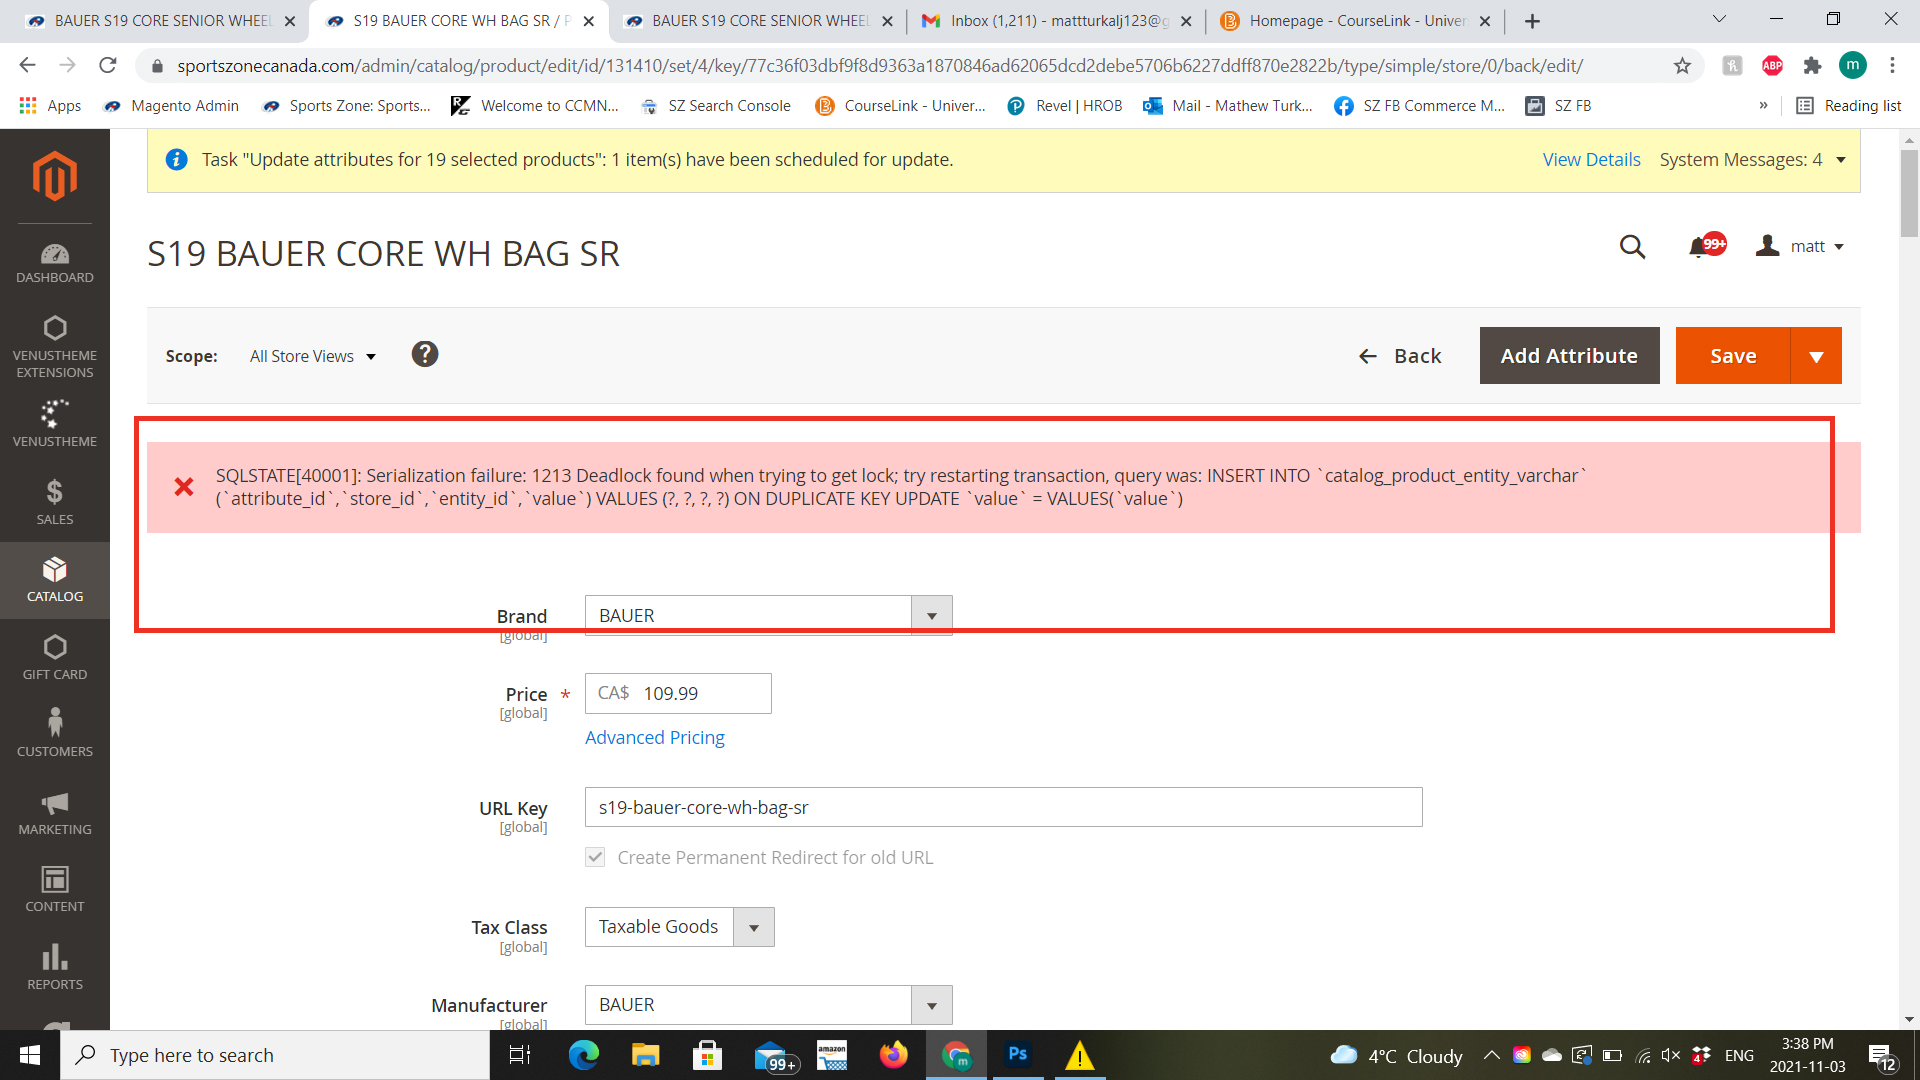 BAUER S19 CORE SENIOR WHEEL
S19 BAUER CORE WH BAG SR / P
BAUER S19 CORE SENIOR WHEEL
Inbox (1,211) - mattturkalj123@g
Homepage - CourseLink - Univer
sportszonecanada.com/admin/catalog/product/edit/id/131410/set/4/key/77c36f03dbf9f8d9363a1870846ad62065dcd2debe5706b6227ddff870e2822b/type/simple/store/0/back/edit/
ABP
m
Apps
Magento Admin
Sports Zone: Sports...
Welcome to CCMN...
SZ Search Console
CourseLink - Univer...
Revel | HROB
Mail - Mathew Turk...
SZ FB Commerce M...
SZ FB
»
Reading list
Task "Update attributes for 19 selected products": 1 item(s) have been scheduled for update.
View Details
System Messages: 4
S19 BAUER CORE WH BAG SR
99+
matt
Scope:
All Store Views
?
Back
Add Attribute
Save
SQLSTATE[40001]: Serialization failure: 1213 Deadlock found when trying to get lock; try restarting transaction, query was: INSERT INTO `catalog_product_entity_varchar`
(`attribute_id`,`store_id`,`entity_id`,`value`) VALUES (?, ?, ?, ?) ON DUPLICATE KEY UPDATE `value` = VALUES(`value`)
DASHBOARD
VENUSTHEME
EXTENSIONS
VENUSTHEME
SALES
CATALOG
GIFT CARD
CUSTOMERS
MARKETING
CONTENT
REPORTS
Brand
[global]
BAUER
Price *
[global]
CA$ 109.99
Advanced Pricing
URL Key
[global]
s19-bauer-core-wh-bag-sr
Create Permanent Redirect for old URL
Tax Class
[global]
Taxable Goods
Manufacturer
[global]
BAUER
Type here to search
99+
amazon
Ps
4°C Cloudy
4
ENG
3:38 PM
2021-11-03
12